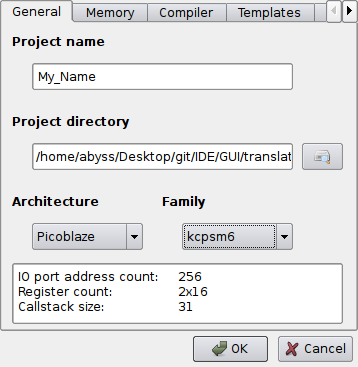 General Memory Compiler Templates
Project name
My_Name
Project directory
/home/abyss/Desktop/git/IDE/GUI/translat
Architecture Family
Picoblaze kcpsm6
IO port address count: 256
Register count: 2x16
Callstack size: 31
OK Cancel